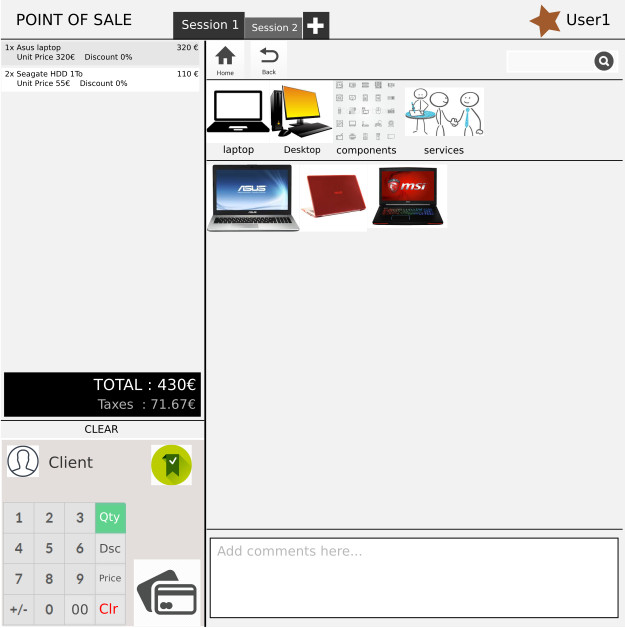 POINT OF SALE
Session 1
Session 2
User1
1x Asus laptop 320 €
Unit Price 320€ Discount 0%
2x Seagate HDD 1To 110 €
Unit Price 55€ Discount 0%
Home
Back
laptop
Desktop
components
services
ASUS
msi
TOTAL : 430€
Taxes : 71.67€
CLEAR
Client
1 2 3 Qty
4 5 6 Dsc
7 8 9 Price
+/- 0 00 Clr
Add comments here...